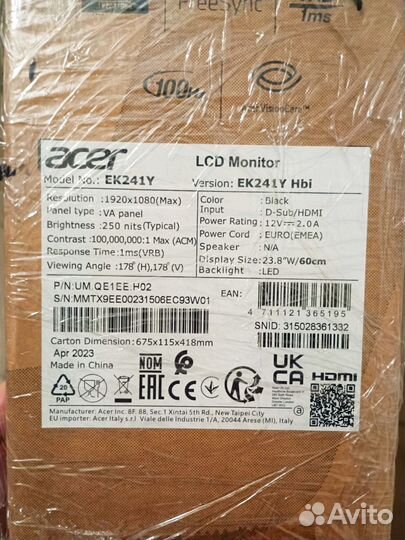 FreeSync
1ms
100Hz
Acer VisionCare™
acer
LCD Monitor
Model No.: EK241Y
Version: EK241Y Hbi
Resolution :1920x1080(Max)
Panel type :VA panel
Brightness :250 nits(Typical)
Contrast :100,000,000:1 Max (ACM)
Response Time :1ms(VRB)
Viewing Angle :178°(H),178°(V)
Color : Black
Input : D-Sub/HDMI
Power Rating :12V⎓2.0A
Power Cord : EURO(EMEA)
Speaker : N/A
Display Size:23.8"W/60cm
Backlight :LED
P/N:UM.QE1EE.H02
S/N:MMTX9EE00231506EC93W01
EAN:
4 711121 365195
SNID: 315028361332
Carton Dimension:675x115x418mm
Apr 2023
Made in China
20
PAP
NOM
EAC
CE
UK
CA
HDMI
a
Manufacturer: Acer Inc. 8F. 88, Sec.1 Xintai 5th Rd., New Taipei City
EU importer: Acer Italy s.r.l Viale delle Industrie 1/A, 20044 Arese (MI), Italy
Avito